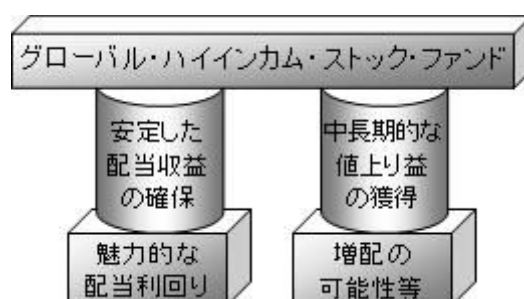 グローバル・ハイインカム・ストック・ファンド
安定した
配当収益
の確保
中長期的な
値上り益
の獲得
魅力的な
配当利回り
増配の
可能性等